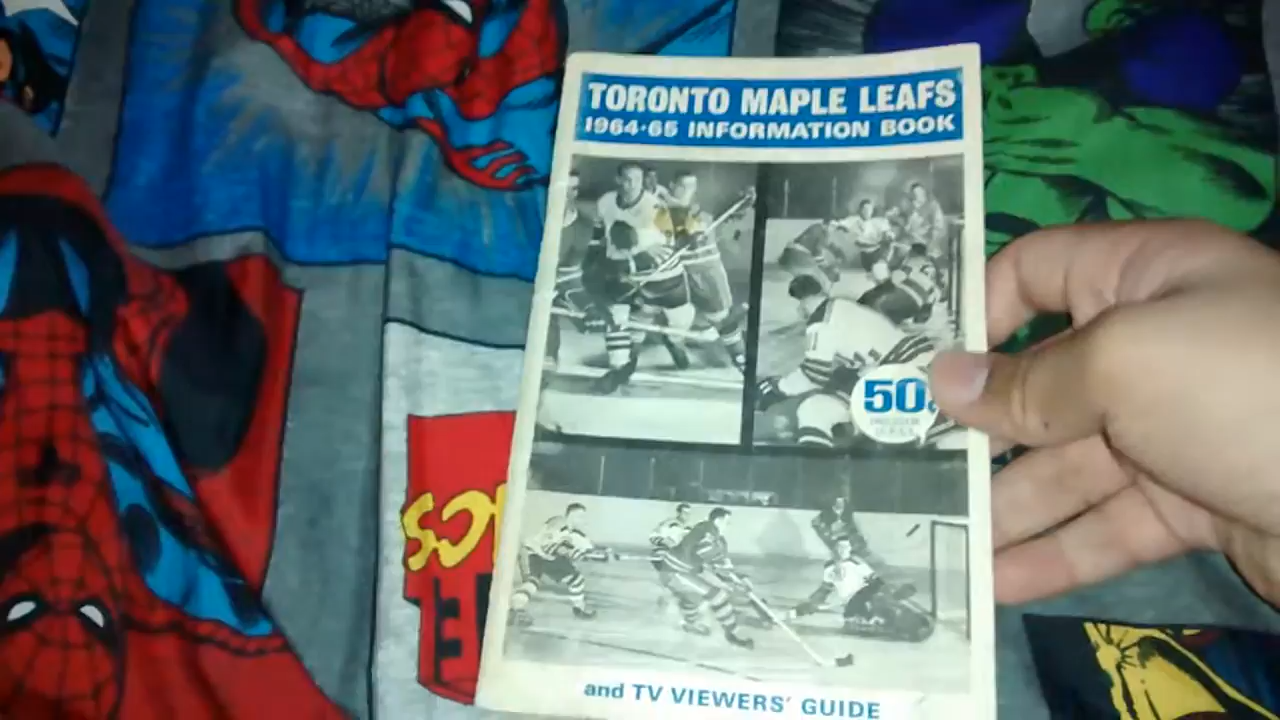 TORONTO MAPLE LEAFS
1964-65 INFORMATION BOOK
50¢
and TV VIEWERS' GUIDE